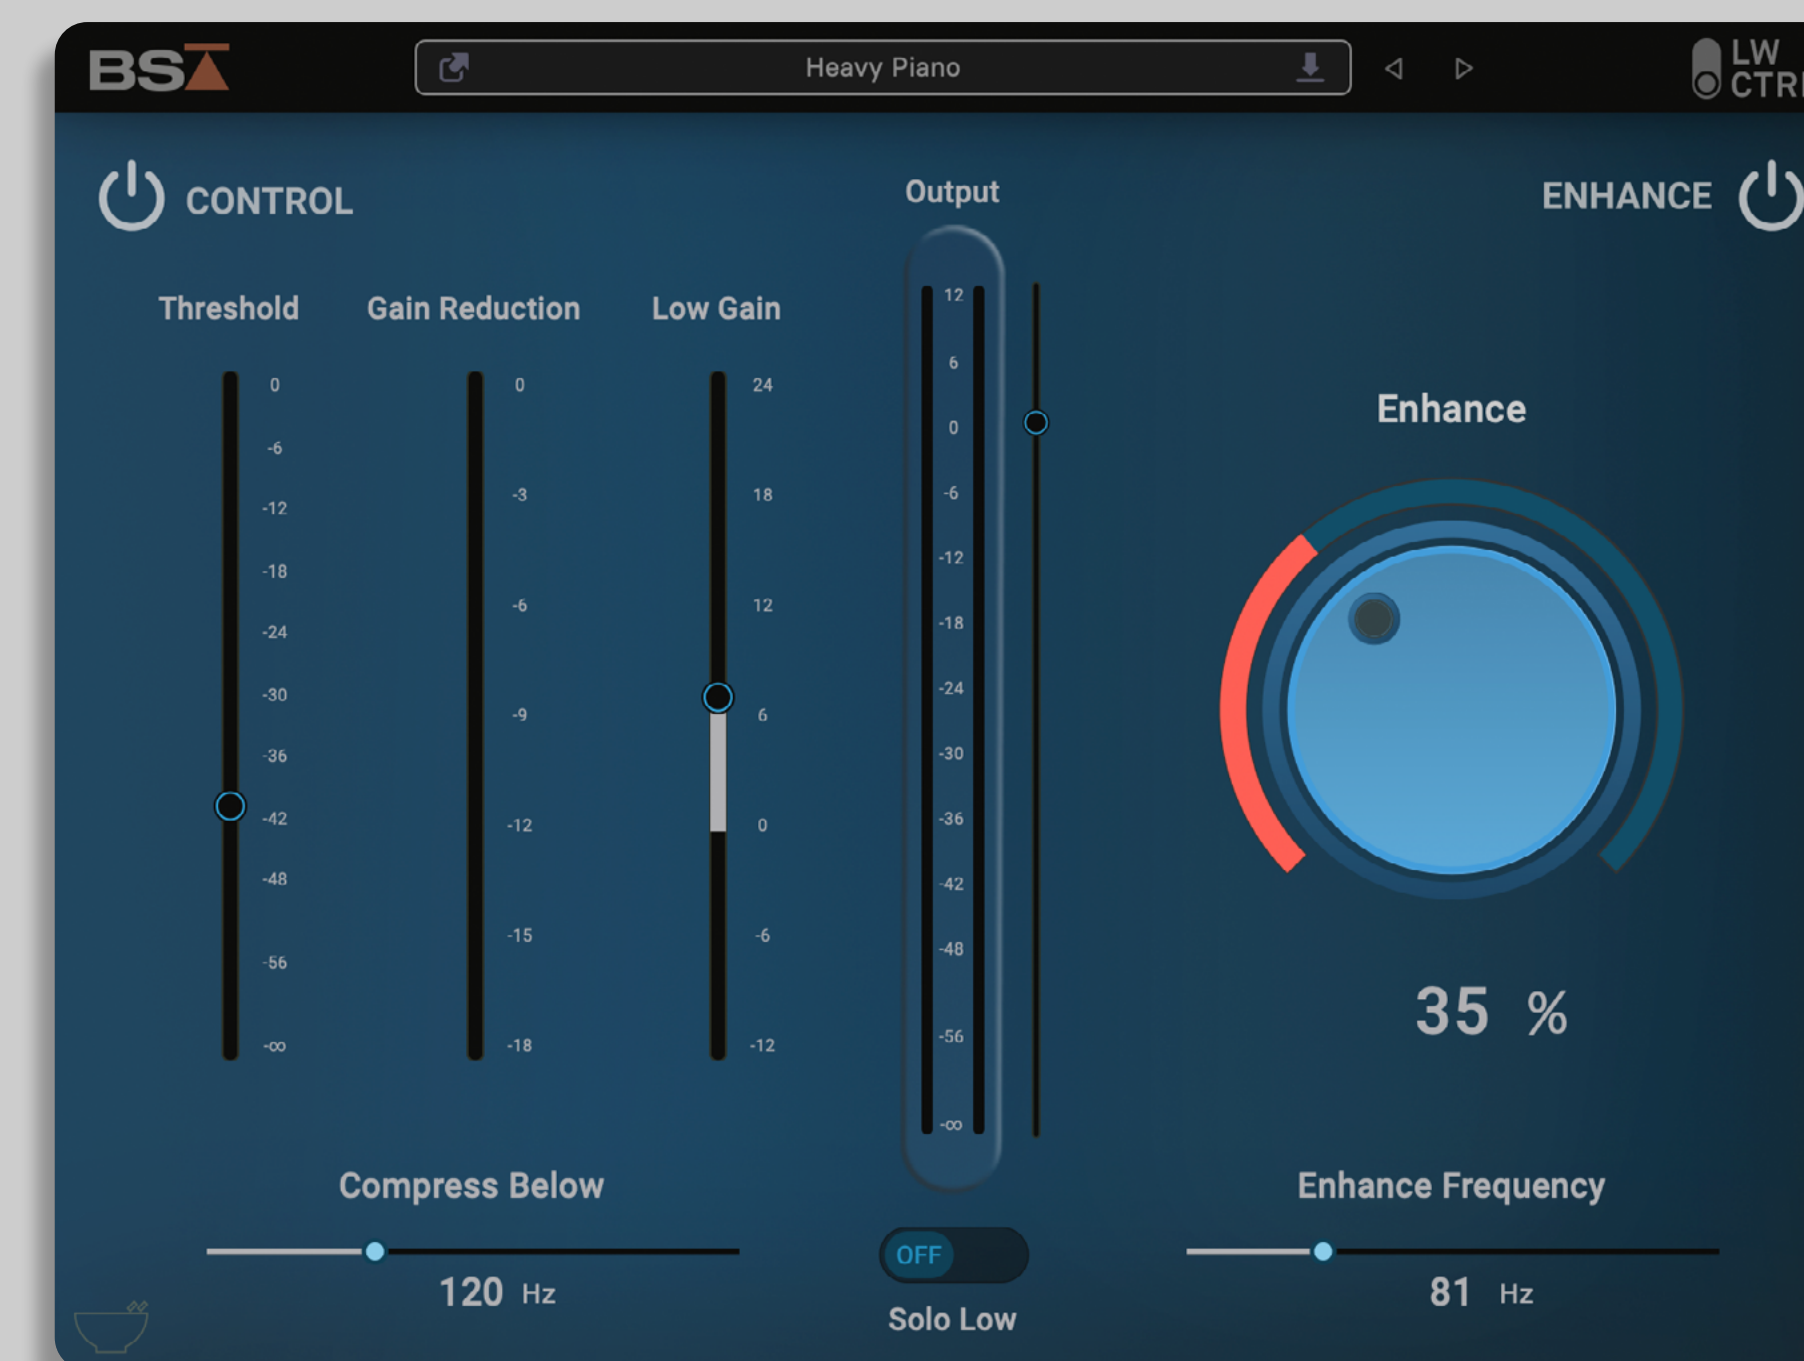 BSA
Heavy Piano
LW
CTR
CONTROL
Output
ENHANCE
Threshold
Gain Reduction
Low Gain
0
-6
-12
-18
-24
-30
-36
-42
-48
-56
-∞
0
-3
-6
-9
-12
-15
-18
24
18
12
6
0
-6
-12
12
6
0
-6
-12
-18
-24
-30
-36
-42
-48
-56
-∞
Enhance
35 %
Compress Below
120 Hz
OFF
Solo Low
Enhance Frequency
81 Hz